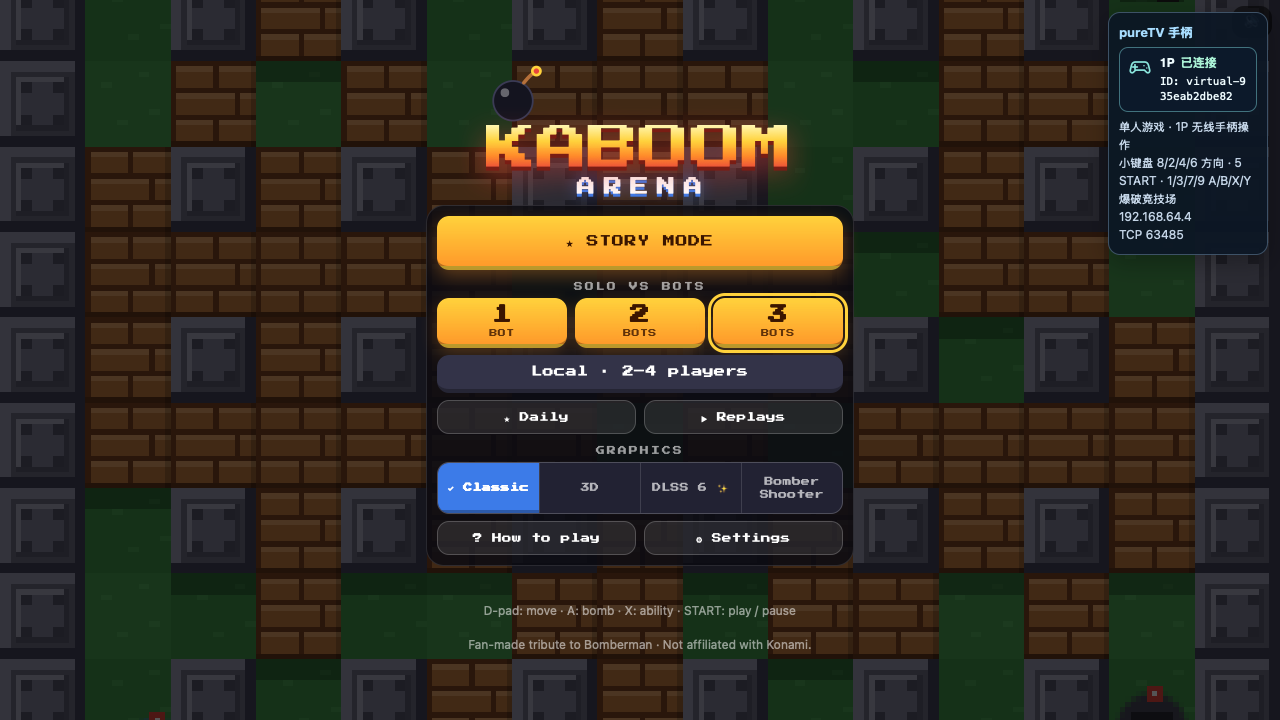 KABOOM
ARENA
★ STORY MODE
SOLO VS BOTS
1
BOT
2
BOTS
3
BOTS
Local · 2–4 players
★ Daily
▶ Replays
GRAPHICS
✓ Classic
3D
DLSS 6 ✨
Bomber
Shooter
? How to play
⚙ Settings
D-pad: move · A: bomb · X: ability · START: play / pause
Fan-made tribute to Bomberman · Not affiliated with Konami.
pureTV 手柄
1P 已连接
ID: virtual-9
35eab2dbe82
单人游戏 · 1P 无线手柄操
作
小键盘 8/2/4/6 方向 · 5
START · 1/3/7/9 A/B/X/Y
爆破竞技场
192.168.64.4
TCP 63485